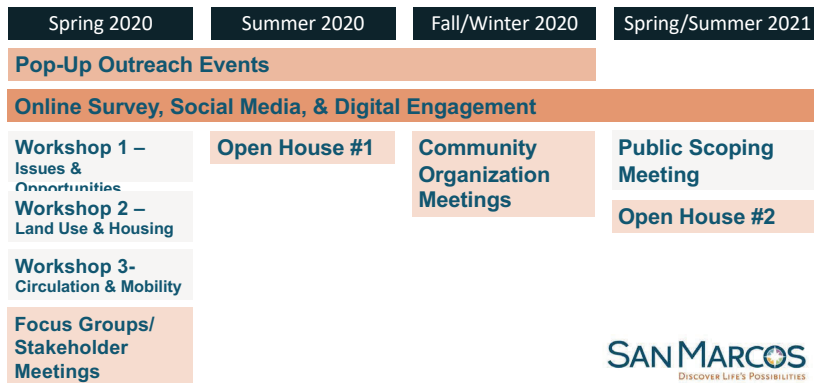 Spring 2020
Summer 2020
Fall/Winter 2020
Spring/Summer 2021
Pop-Up Outreach Events
Online Survey, Social Media, & Digital Engagement
Workshop 1 –
Issues &
Opportunities
Workshop 2 –
Land Use & Housing
Workshop 3-
Circulation & Mobility
Focus Groups/
Stakeholder
Meetings
Open House #1
Community
Organization
Meetings
Public Scoping
Meeting
Open House #2
SAN MARCOS
DISCOVER LIFE'S POSSIBILITIES